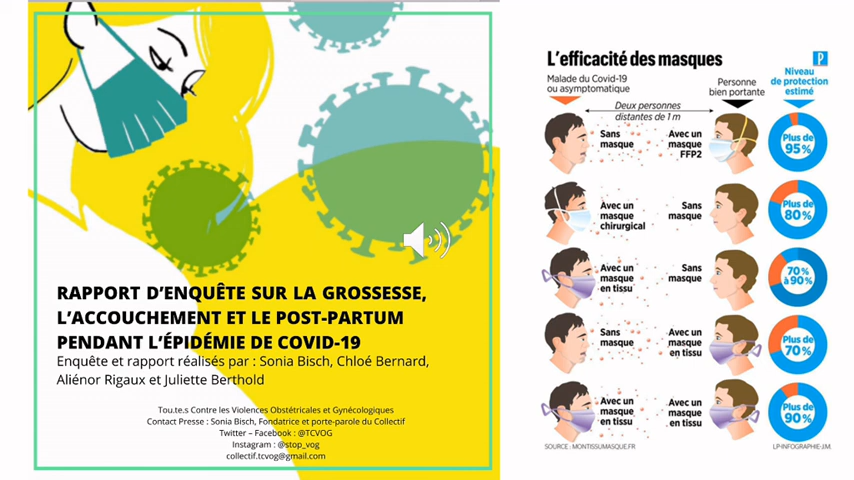 RAPPORT D'ENQUÊTE SUR LA GROSSESSE,
L'ACCOUCHEMENT ET LE POST-PARTUM
PENDANT L'ÉPIDÉMIE DE COVID-19
Enquête et rapport réalisés par : Sonia Bisch, Chloé Bernard,
Aliénor Rigaux et Juliette Berthold
Tou.te.s Contre les Violences Obstétricales et Gynécologiques
Contact Presse : Sonia Bisch, Fondatrice et porte-parole du Collectif
Twitter – Facebook : @TCVOG
Instagram : @stop_vog
collectif.tcvog@gmail.com
L'efficacité des masques
P
Malade du Covid-19
ou asymptomatique
Personne
bien portante
Niveau
de protection
estimé
Deux personnes
distantes de 1 m
Sans
masque
Avec un
masque
FFP2
Plus de
95%
Avec un
masque
chirurgical
Sans
masque
Plus de
80%
Avec un
masque
en tissu
Sans
masque
70%
à 90%
Sans
masque
Avec un
masque
en tissu
Plus de
70%
Avec un
masque
en tissu
Avec un
masque
en tissu
Plus de
90%
SOURCE : MONTISSUMASQUE.FR
LP-INFOGRAPHIE-J.M.